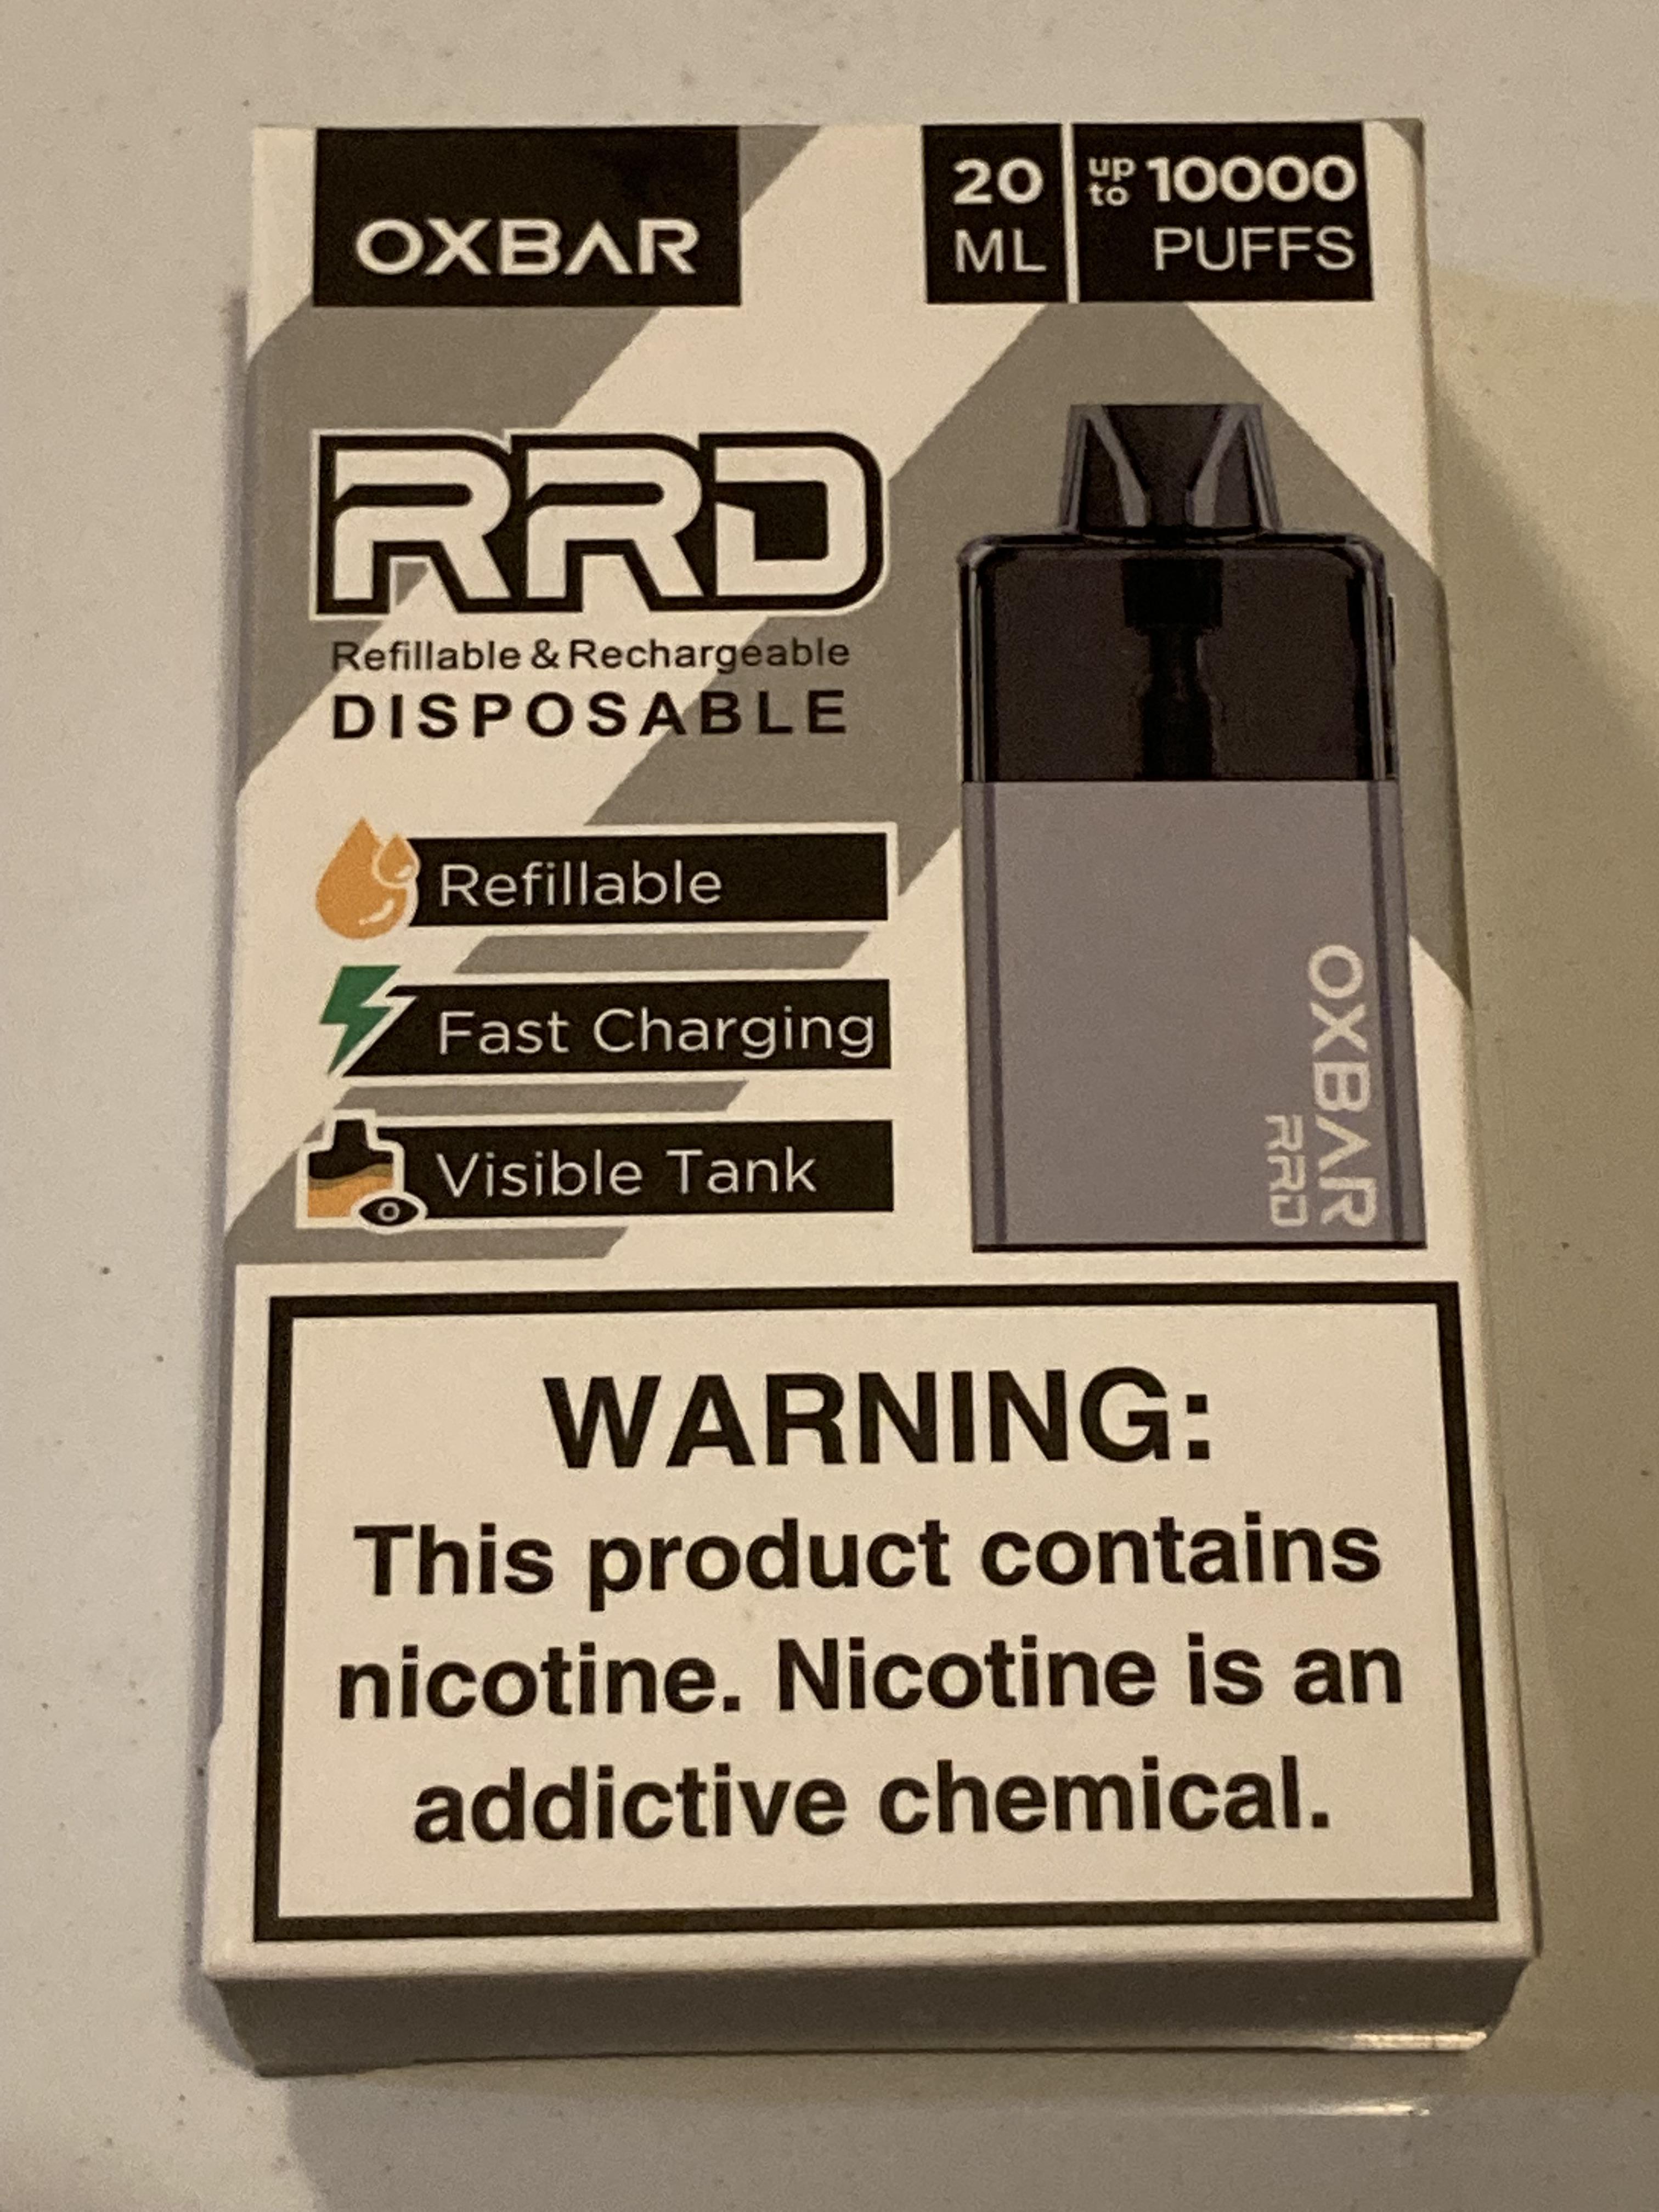 OXBAR
20
ML
up
to
10000
PUFFS
RRD
Refillable & Rechargeable
DISPOSABLE
Refillable
Fast Charging
Visible Tank
OXBAR
RRD
WARNING:
This product contains
nicotine. Nicotine is an
addictive chemical.